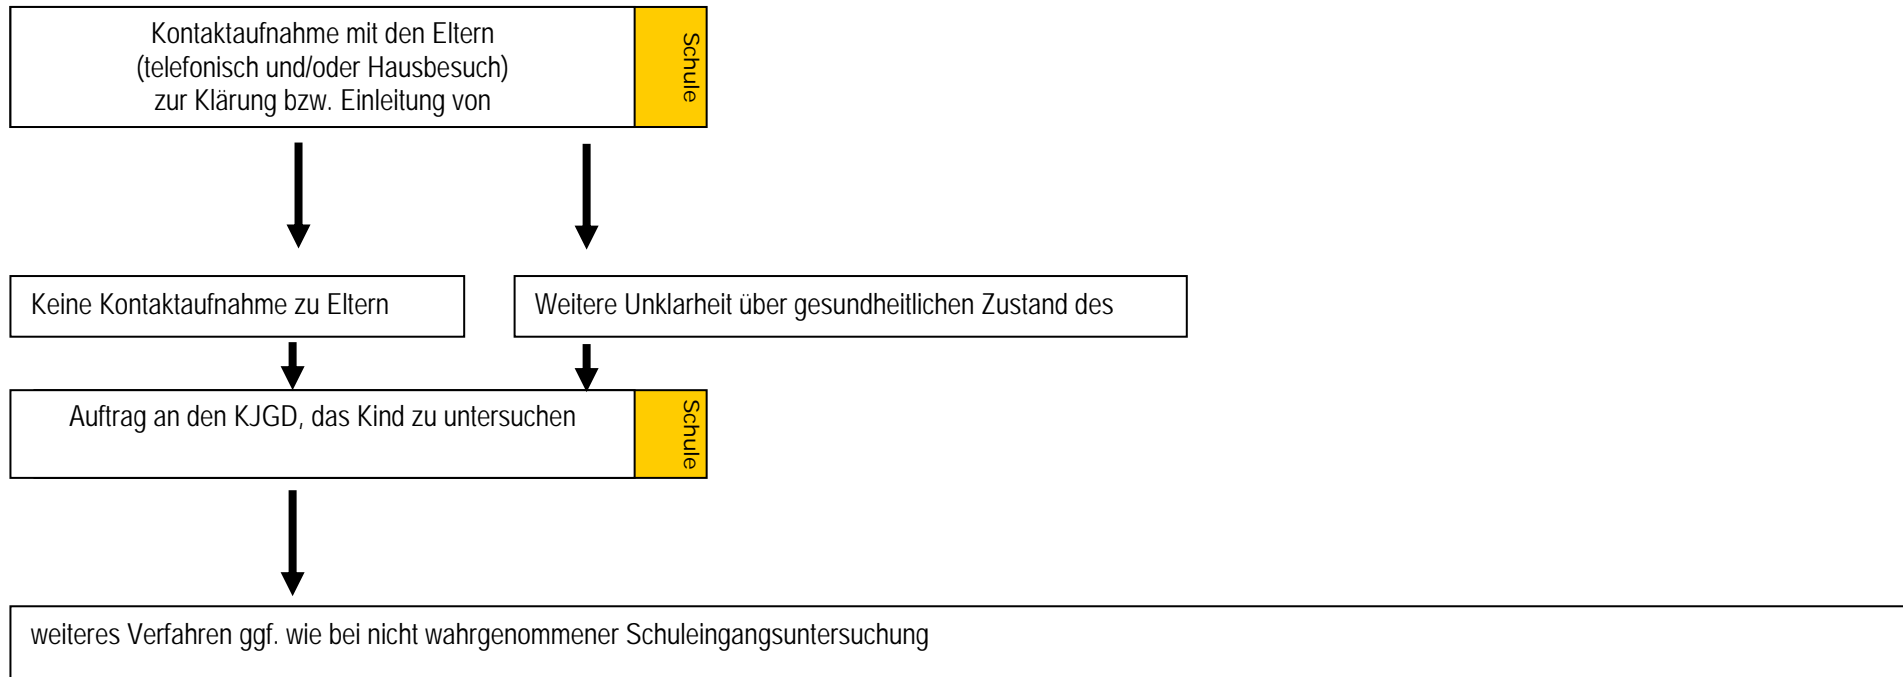 Kontaktaufnahme mit den Eltern
(telefonisch und/oder Hausbesuch)
zur Klärung bzw. Einleitung von
Schule
Keine Kontaktaufnahme zu Eltern
Weitere Unklarheit über gesundheitlichen Zustand des
Auftrag an den KJGD, das Kind zu untersuchen
Schule
weiteres Verfahren ggf. wie bei nicht wahrgenommener Schuleingangsuntersuchung